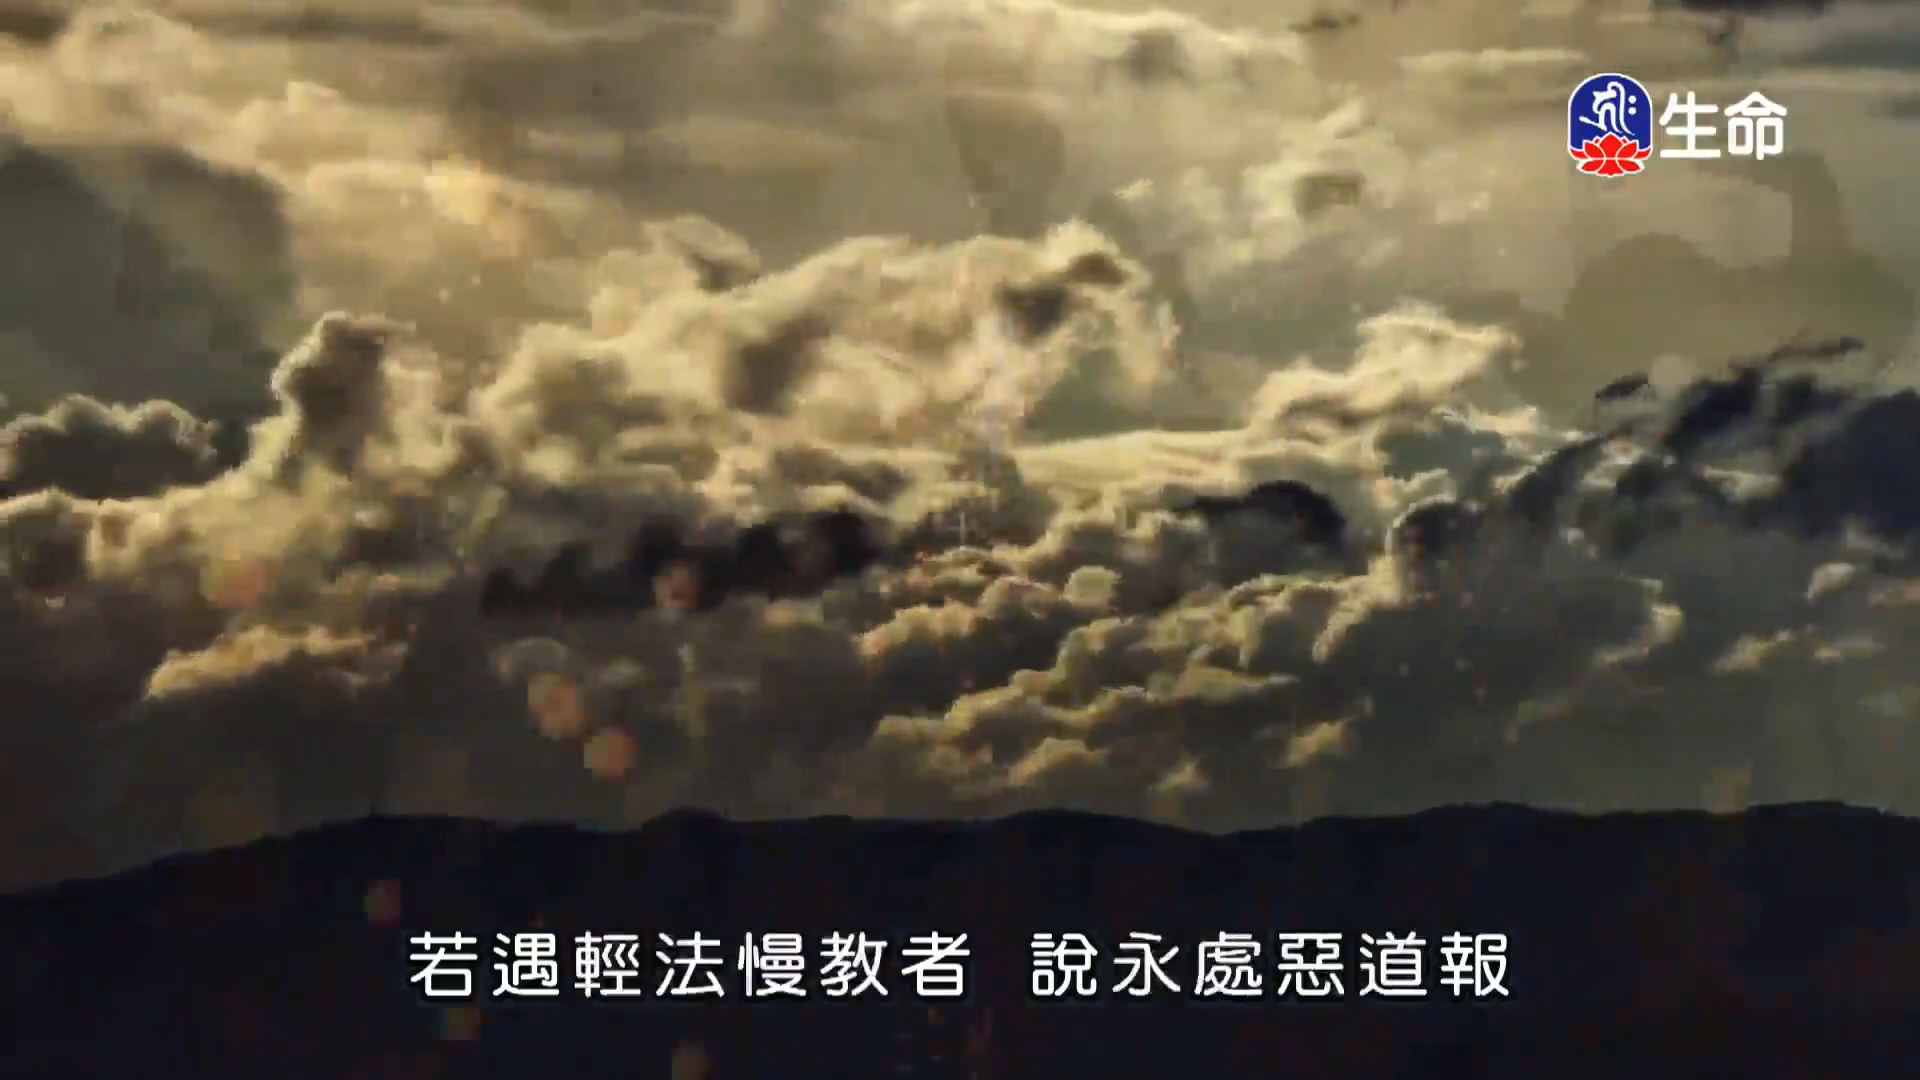 生命
若遇輕法慢教者 說永處惡道報